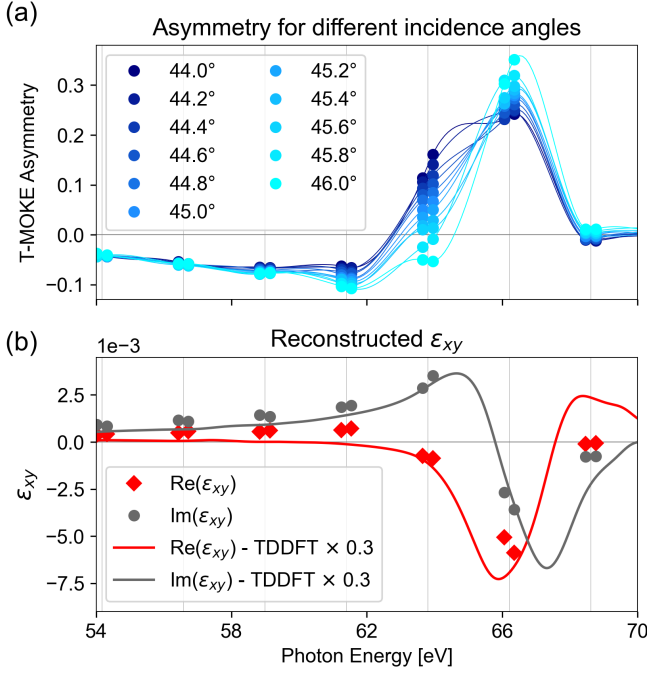 (a)
Asymmetry for different incidence angles
T-MOKE Asymmetry
0.3
0.2
0.1
0.0
−0.1
44.0°
44.2°
44.4°
44.6°
44.8°
45.0°
45.2°
45.4°
45.6°
45.8°
46.0°
(b)
Reconstructed εxy
1e−3
εxy
2.5
0.0
−2.5
−5.0
−7.5
Re(εxy)
Im(εxy)
Re(εxy) - TDDFT × 0.3
Im(εxy) - TDDFT × 0.3
54 58 62 66 70
Photon Energy [eV]